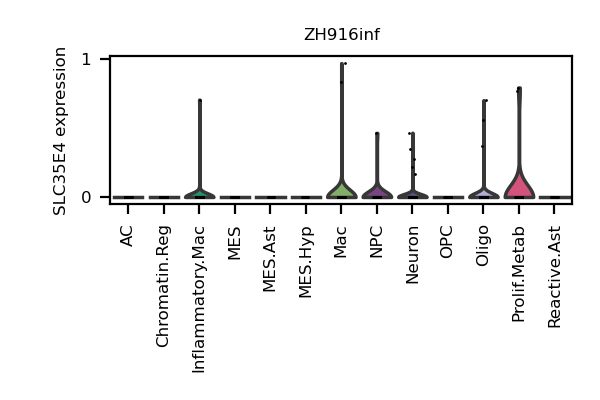 ZH916inf
SLC35E4 expression
1
0
AC
Chromatin.Reg
Inflammatory.Mac
MES
MES.Ast
MES.Hyp
Mac
NPC
Neuron
OPC
Oligo
Prolif.Metab
Reactive.Ast